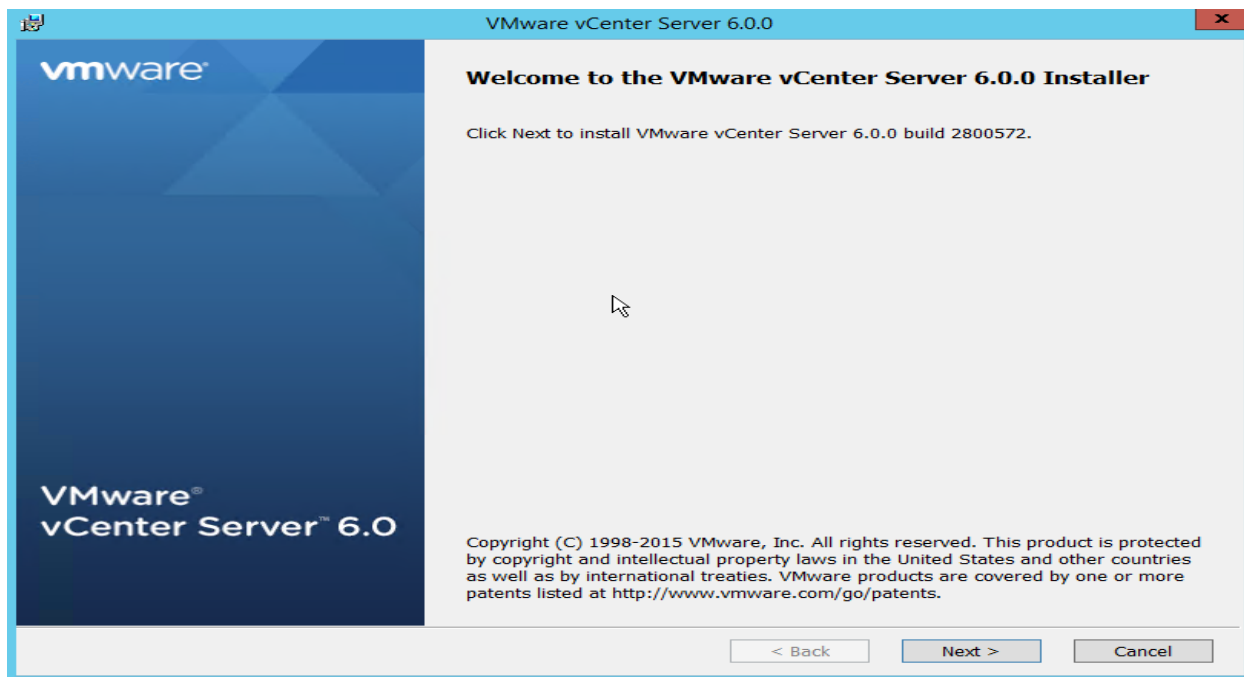 VMware vCenter Server 6.0.0
x
vmware®
Welcome to the VMware vCenter Server 6.0.0 Installer
Click Next to install VMware vCenter Server 6.0.0 build 2800572.
VMware®
vCenter Server™ 6.0
Copyright (C) 1998-2015 VMware, Inc. All rights reserved. This product is protected
by copyright and intellectual property laws in the United States and other countries
as well as by international treaties. VMware products are covered by one or more
patents listed at http://www.vmware.com/go/patents.
< Back
Next >
Cancel